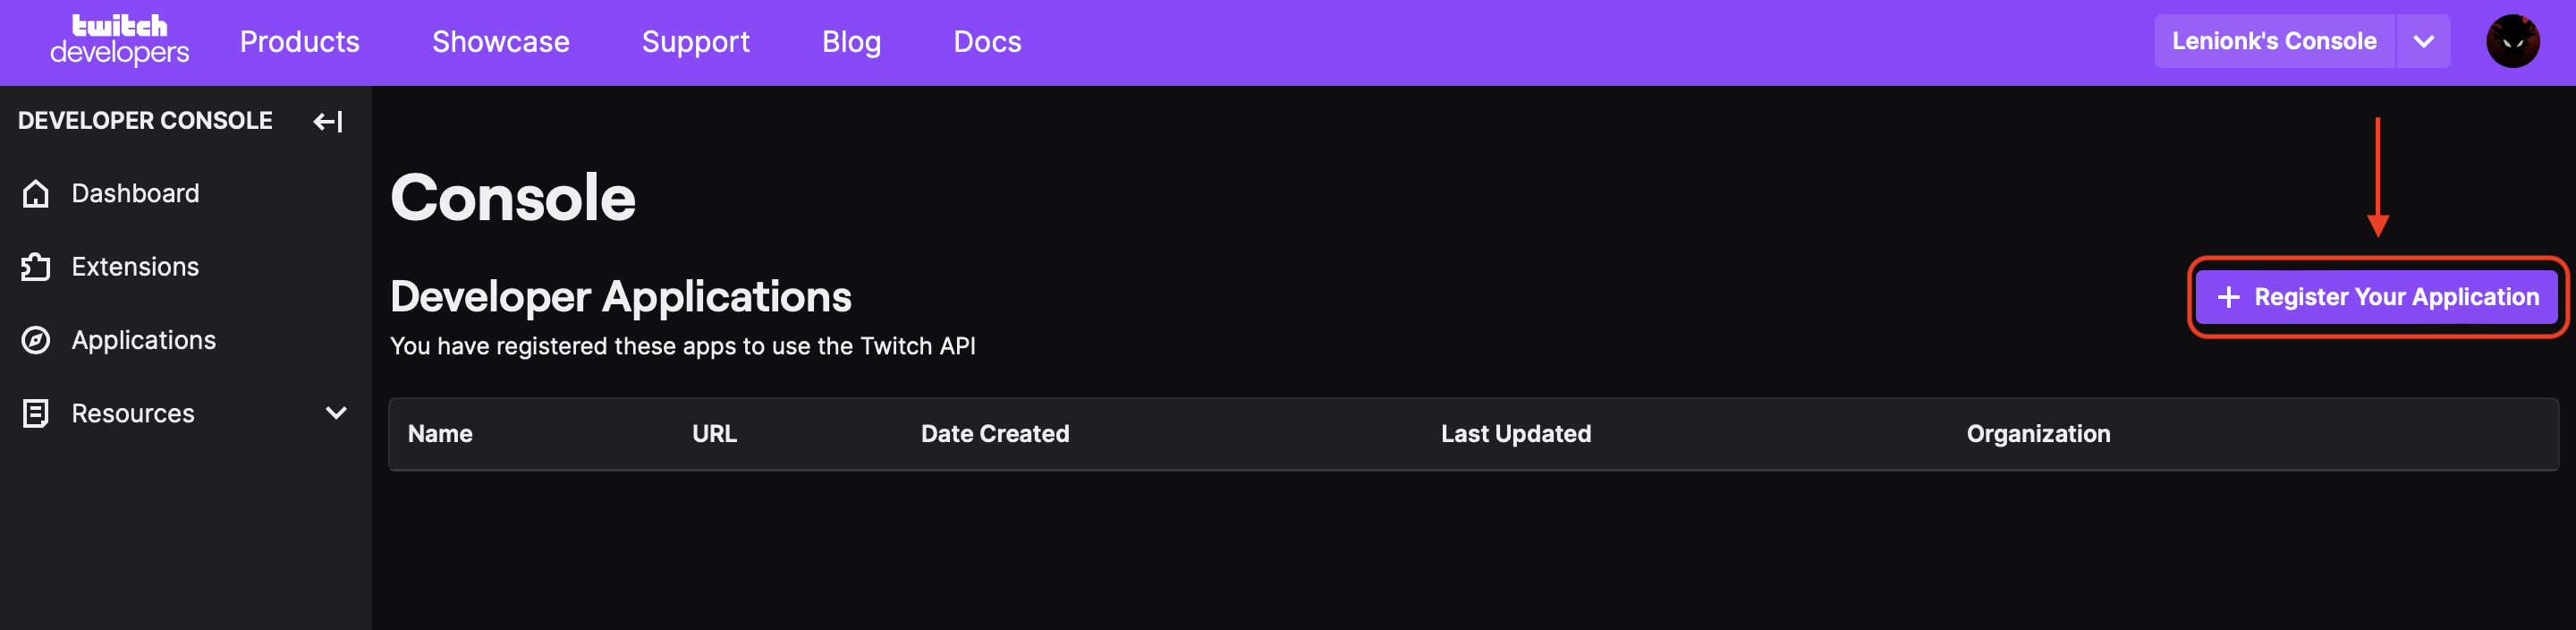 twitch
developers
Products Showcase Support Blog Docs
Lenionk's Console
DEVELOPER CONSOLE
Dashboard
Extensions
Applications
Resources
Console
Developer Applications
You have registered these apps to use the Twitch API
+ Register Your Application
Name URL Date Created Last Updated Organization